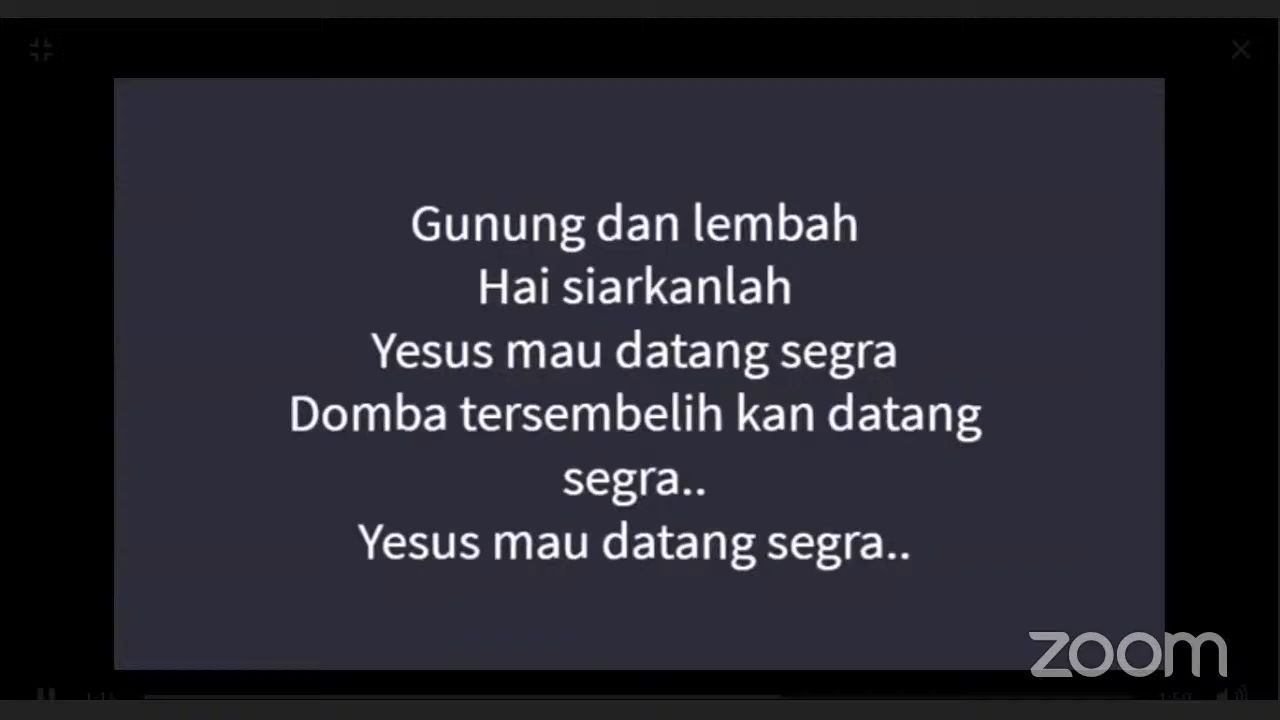 Gunung dan lembah
Hai siarkanlah
Yesus mau datang segra
Domba tersembelih kan datang
segra..
Yesus mau datang segra..
zoom